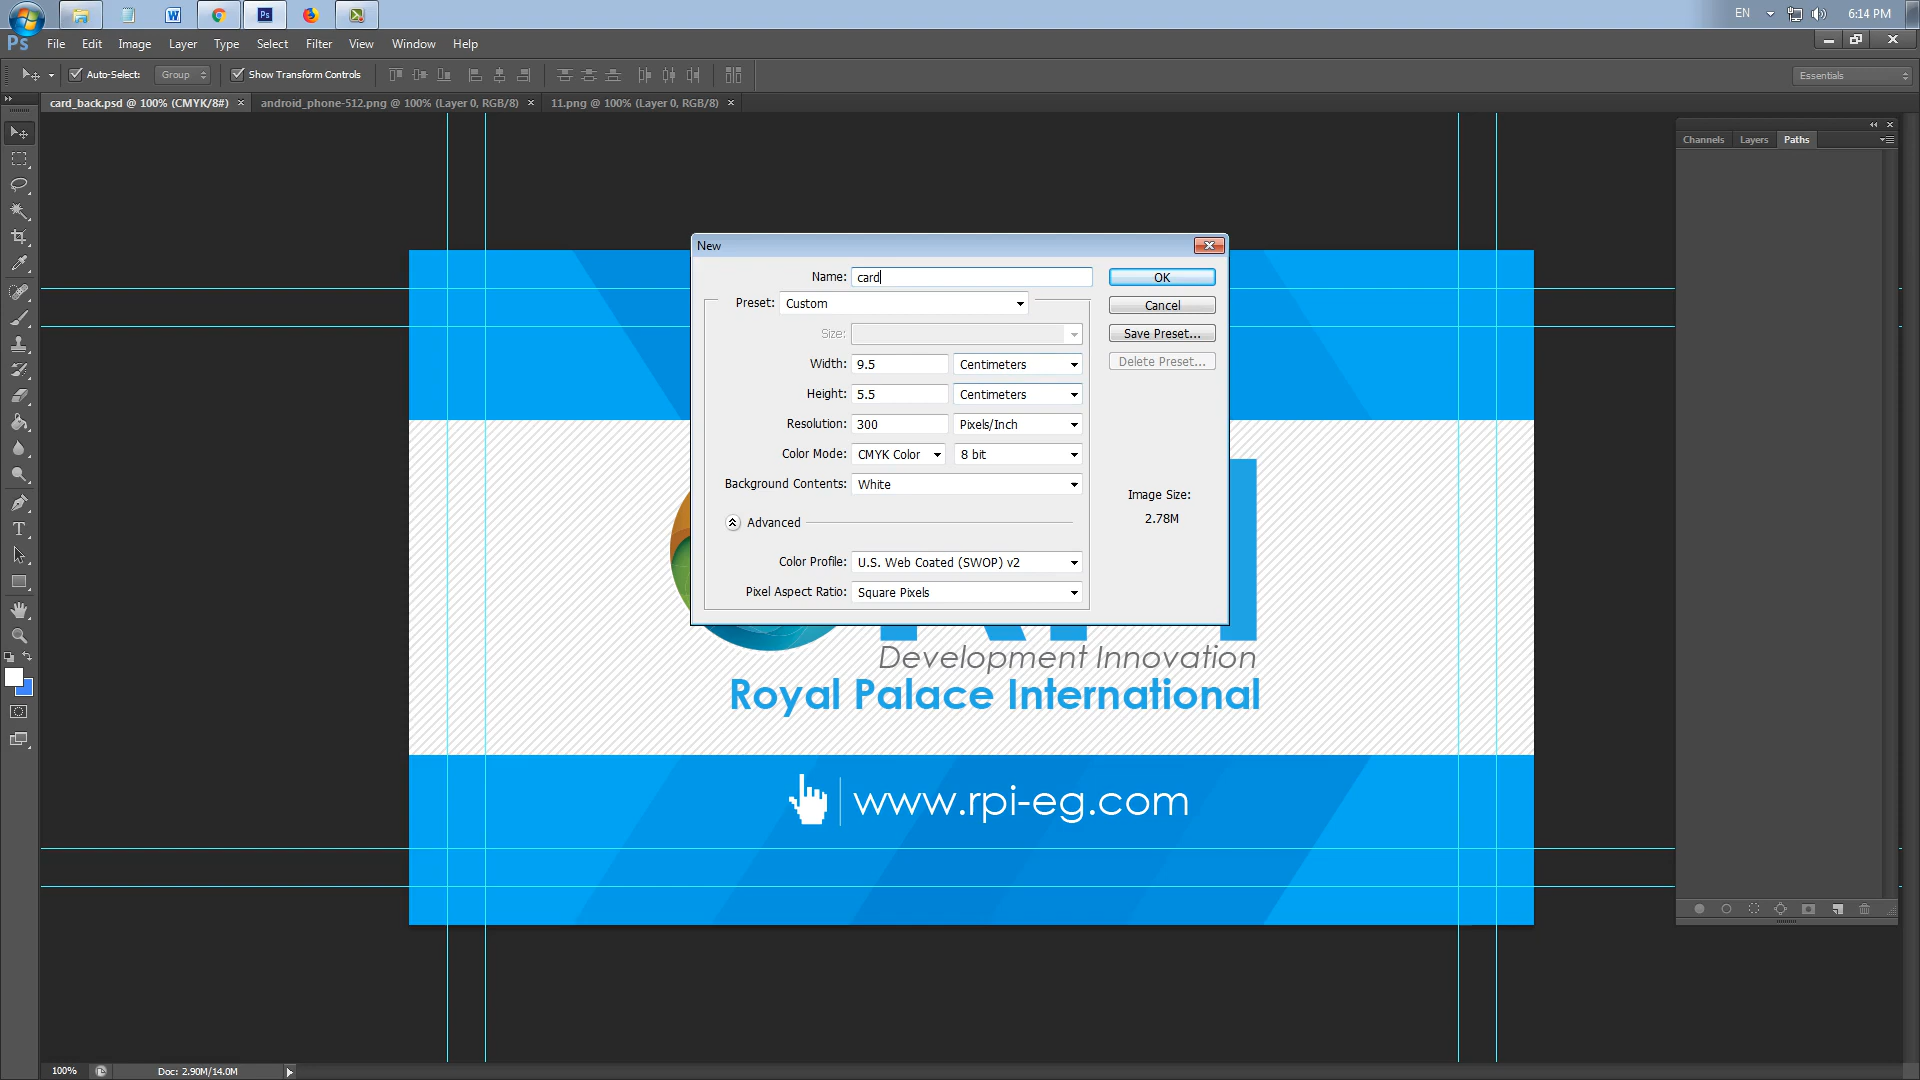 EN
6:14 PM
Ps
File Edit Image Layer Type Select Filter View Window Help
Auto-Select: Group Show Transform Controls Essentials
card_back.psd @ 100% (CMYK/8#) × android_phone-512.png @ 100% (Layer 0, RGB/8) × 11.png @ 100% (Layer 0, RGB/8) ×
Channels Layers Paths
New
Name: card OK
Preset: Custom Cancel
Size: Save Preset...
Width: 9.5 Centimeters Delete Preset...
Height: 5.5 Centimeters
Resolution: 300 Pixels/Inch
Color Mode: CMYK Color 8 bit
Background Contents: White
Image Size:
2.78M
Advanced
Color Profile: U.S. Web Coated (SWOP) v2
Pixel Aspect Ratio: Square Pixels
Development Innovation
Royal Palace International
www.rpi-eg.com
100% Doc: 2.90M/14.0M